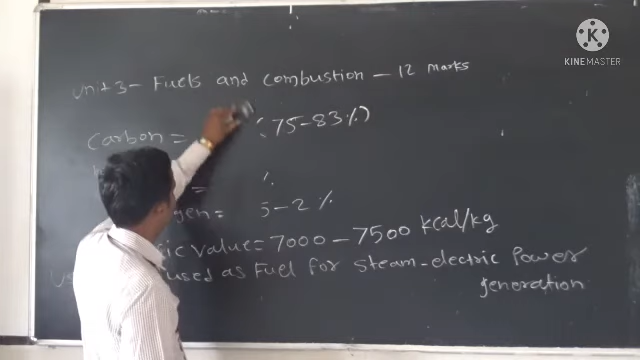 Unit 3 - Fuels and combustion - 12 marks
K
KINEMASTER
Carbon = (75-83%)
= %
gen= 5-2%
ic value = 7000 - 7500 kcal/kg
used as Fuel for steam-electric Power
generation